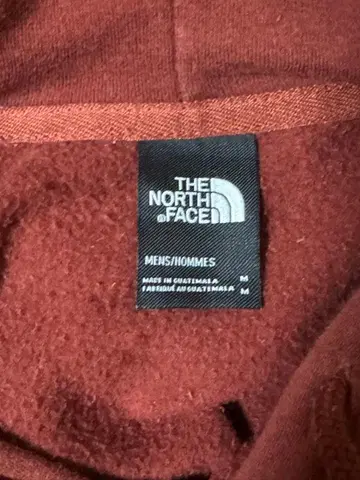 THE
NORTH
®FACE
MENS/HOMMES
MADE IN GUATEMALA M
FABRIQUÉ AU GUATEMALA M